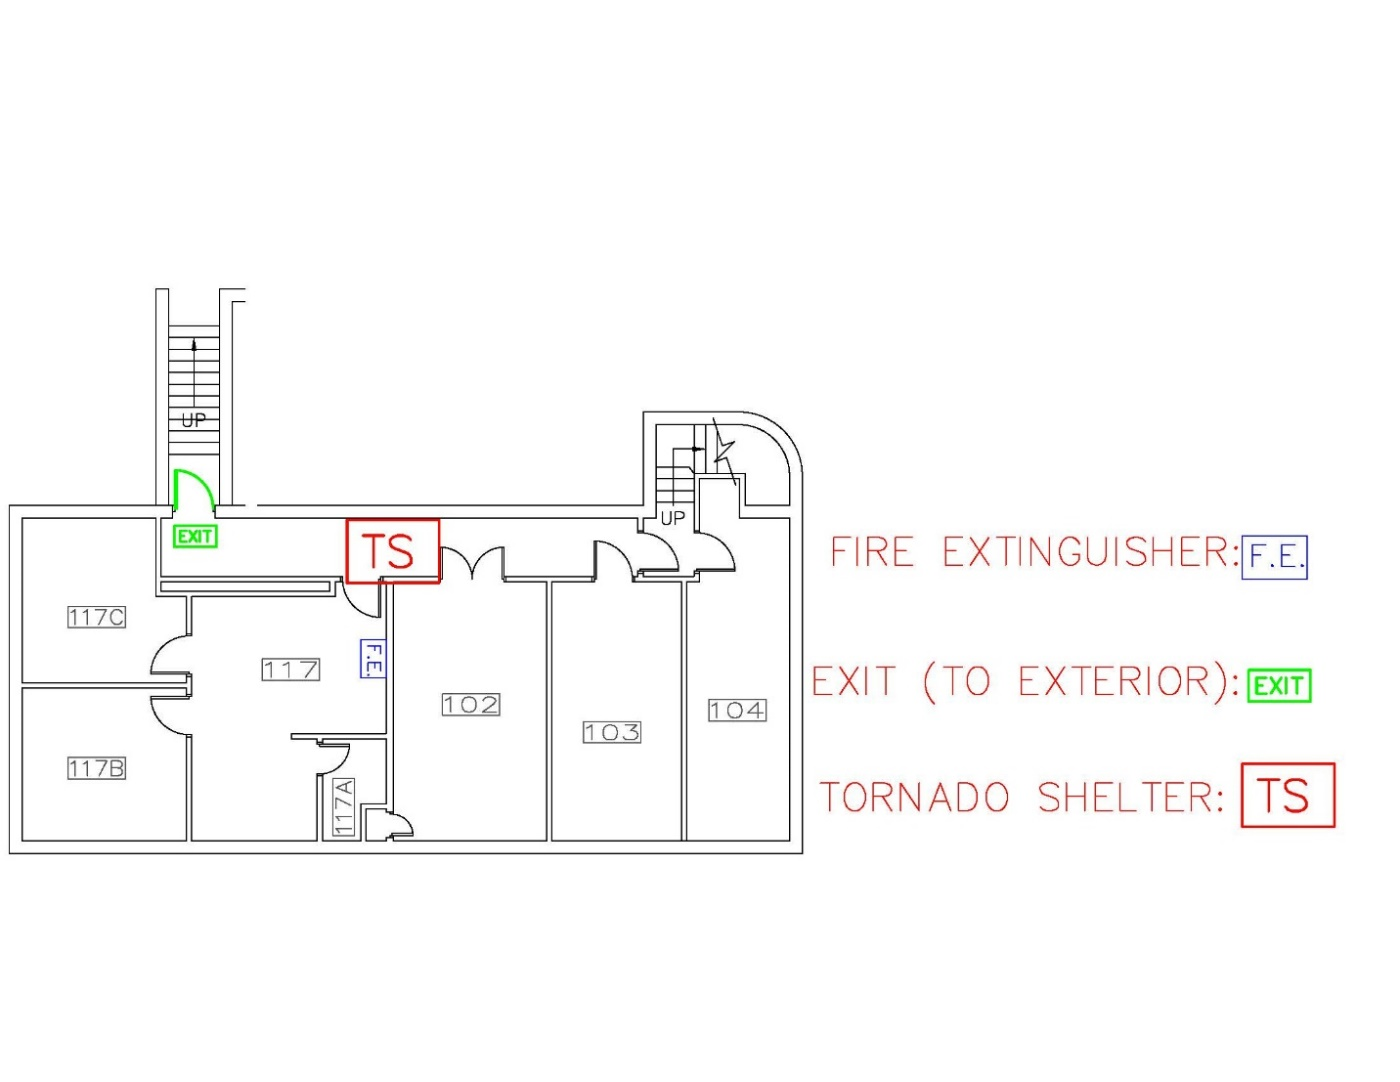 UP
UP
EXIT
TS
FIRE EXTINGUISHER: F.E.
117C
117
F.E.
EXIT (TO EXTERIOR): EXIT
102
104
103
117B
117A
TORNADO SHELTER: TS